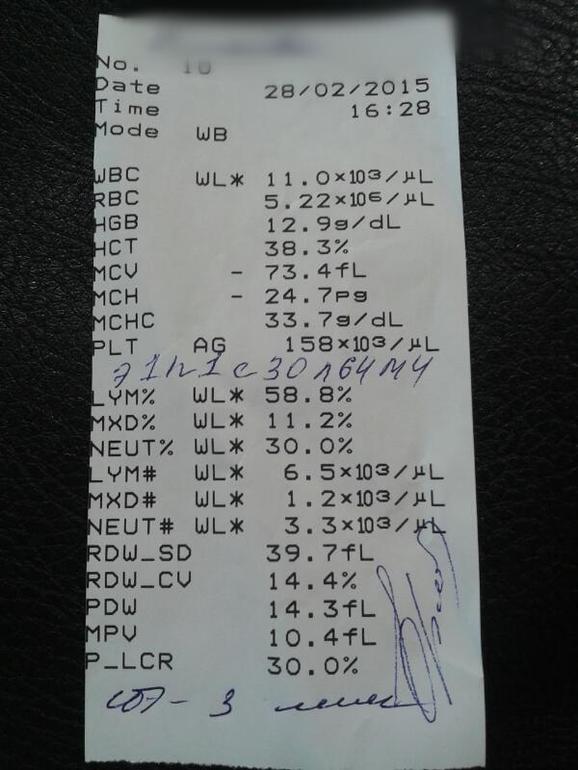 No. 10
Date 28/02/2015
Time 16:28
Mode WB
WBC WL* 11.0×10³/µL
RBC 5.22×10⁶/µL
HGB 12.9g/dL
HCT 38.3%
MCV - 73.4fL
MCH - 24.7pg
MCHC 33.7g/dL
PLT AG 158×10³/µL
э1п1с30л64м4
LYM% WL* 58.8%
MXD% WL* 11.2%
NEUT% WL* 30.0%
LYM# WL* 6.5×10³/µL
MXD# WL* 1.2×10³/µL
NEUT# WL* 3.3×10³/µL
RDW_SD 39.7fL
RDW_CV 14.4%
PDW 14.3fL
MPV 10.4fL
P_LCR 30.0%
СОЭ - 3